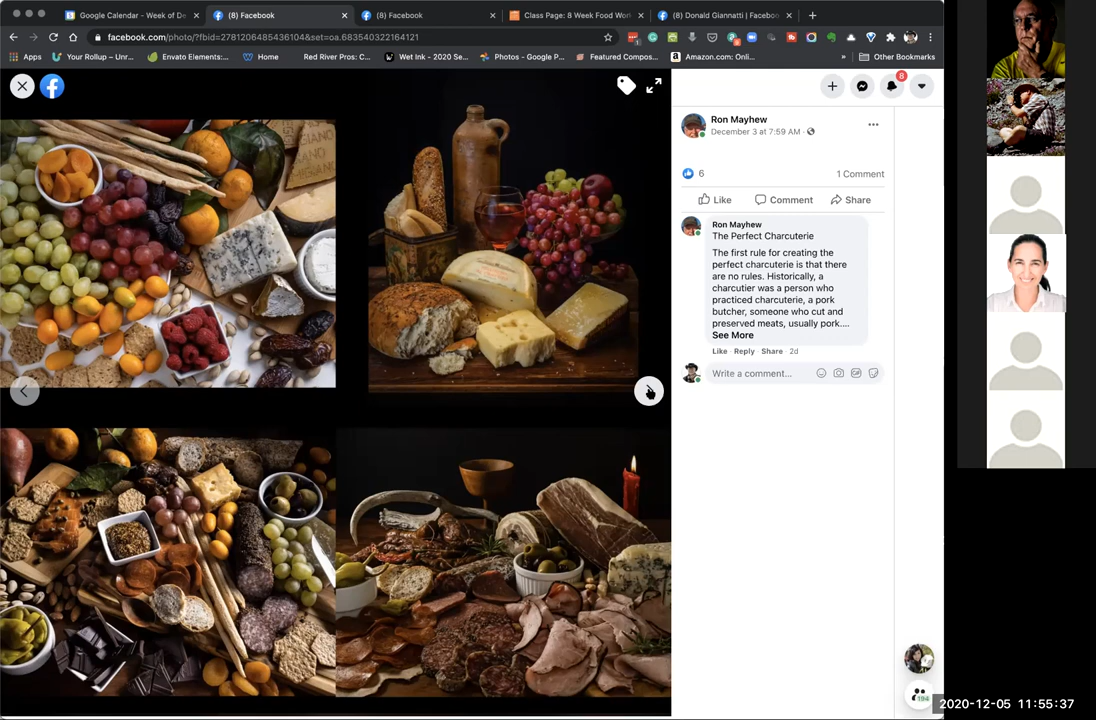 Google Calendar - Week of De
(8) Facebook
(8) Facebook
Class Page: 8 Week Food Wor
(8) Donald Giannatti | Facebo
facebook.com/photo/?fbid=2781206485436104&set=oa.683540322164121
Apps
Your Rollup – Unr...
Envato Elements:...
Home
Red River Pros: C...
Wet Ink - 2020 Se...
Photos - Google P...
Featured Compos...
Amazon.com: Onli...
»
Other Bookmarks
8
Ron Mayhew
December 3 at 7:59 AM ·
6
1 Comment
Like
Comment
Share
Ron Mayhew
The Perfect Charcuterie
The first rule for creating the
perfect charcuterie is that there
are no rules. Historically, a
charcutier was a person who
practiced charcuterie, a pork
butcher, someone who cut and
preserved meats, usually pork....
See More
Like · Reply · Share · 2d
Write a comment...
194
2020-12-05 11:55:37